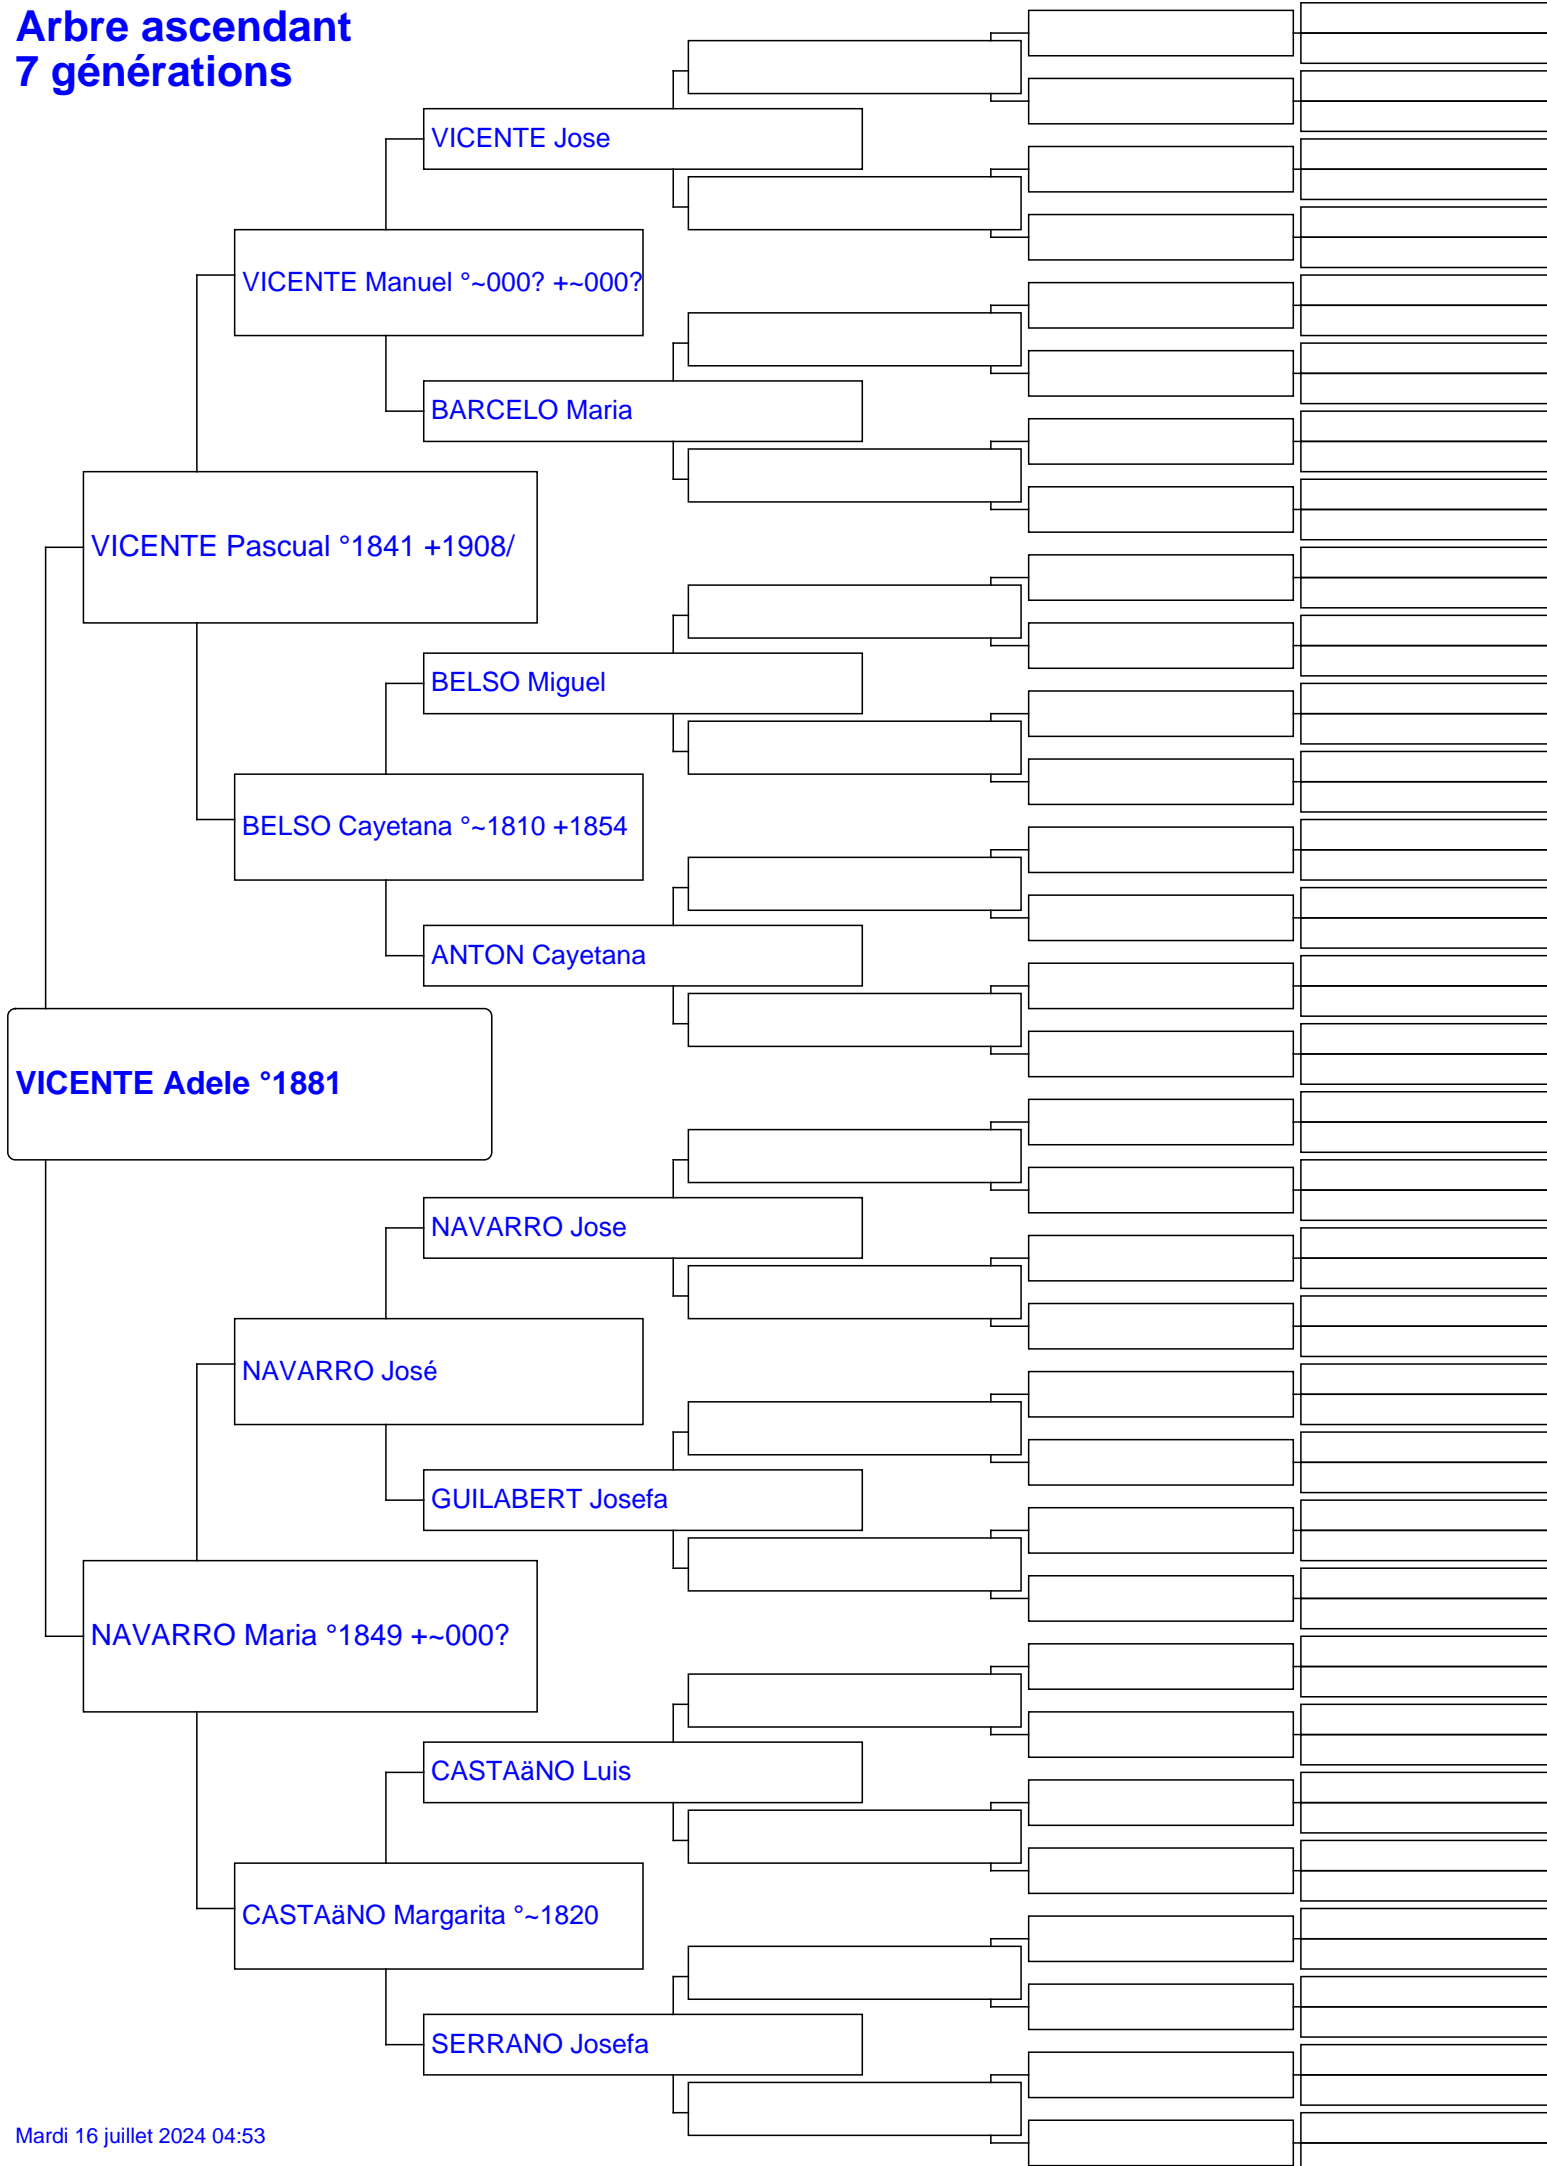 Arbre ascendant
7 générations
VICENTE Jose
VICENTE Manuel °~000? +~000?
BARCELO Maria
VICENTE Pascual °1841 +1908/
BELSO Miguel
BELSO Cayetana °~1810 +1854
ANTON Cayetana
VICENTE Adele °1881
NAVARRO Jose
NAVARRO José
GUILABERT Josefa
NAVARRO Maria °1849 +~000?
CASTAäNO Luis
CASTAäNO Margarita °~1820
SERRANO Josefa
Mardi 16 juillet 2024 04:53